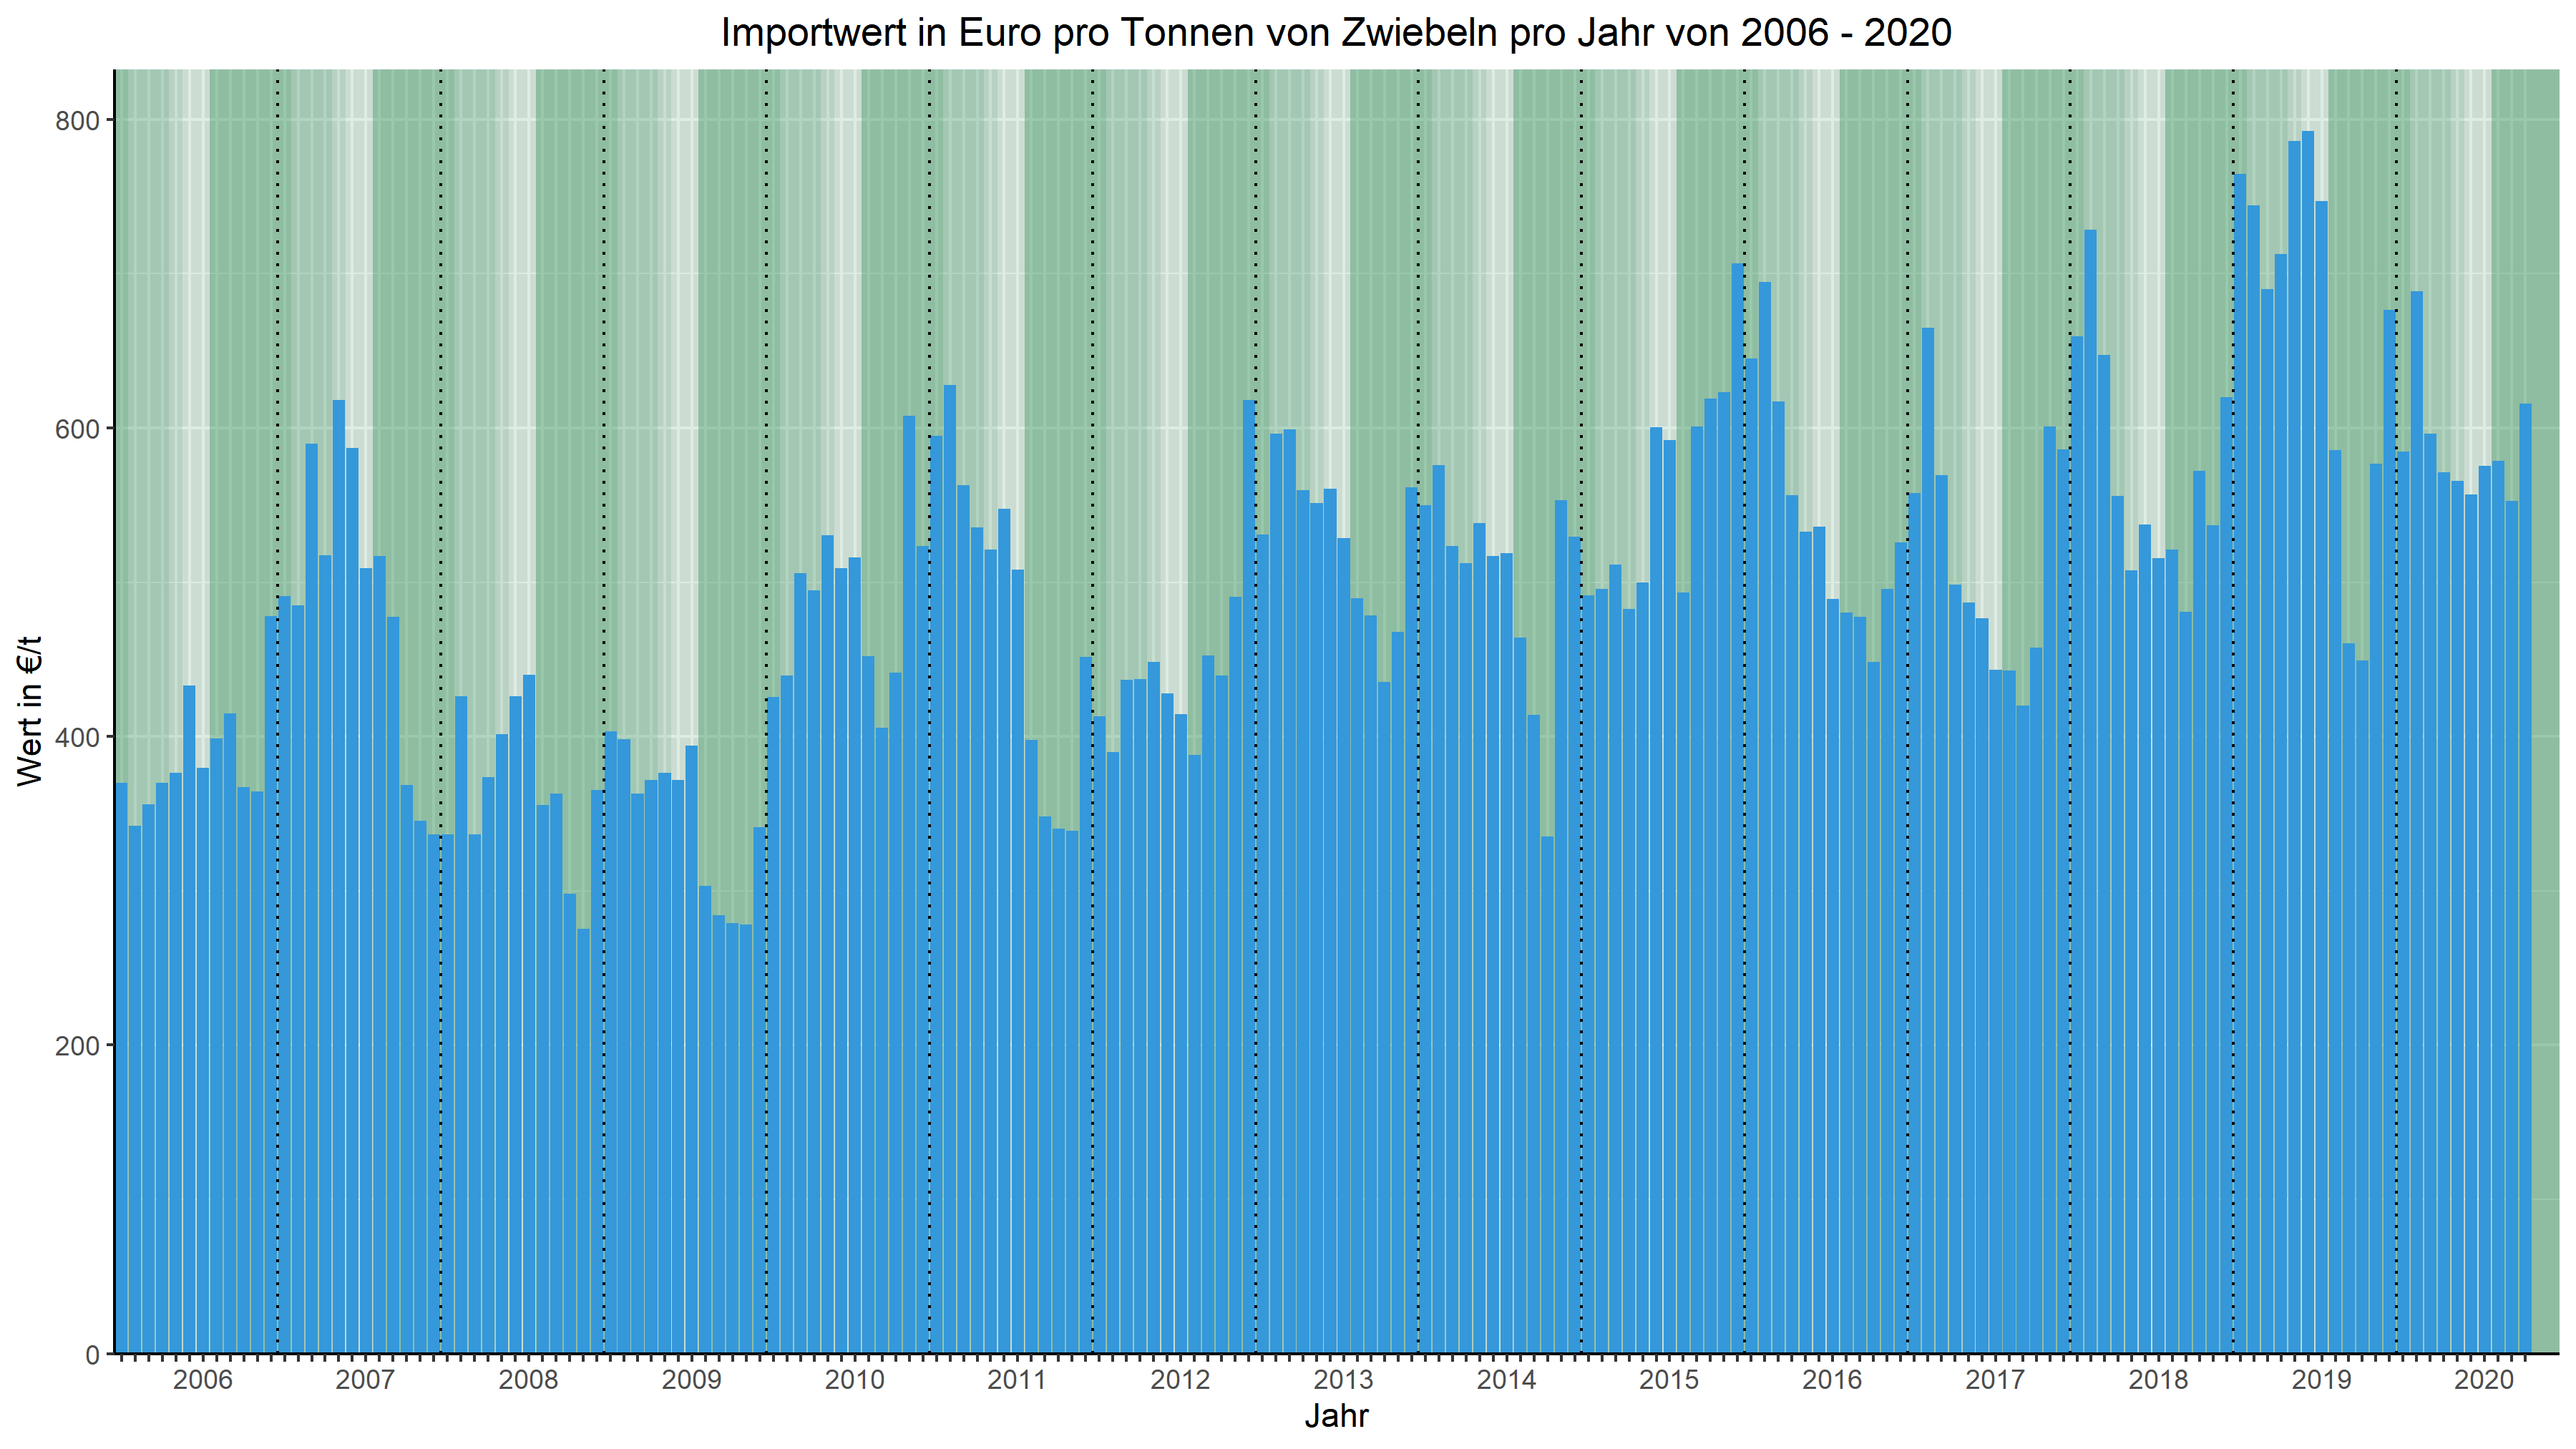 Importwert in Euro pro Tonnen von Zwiebeln pro Jahr von 2006 - 2020
Wert in €/t
800
600
400
200
0
2006 2007 2008 2009 2010 2011 2012 2013 2014 2015 2016 2017 2018 2019 2020
Jahr